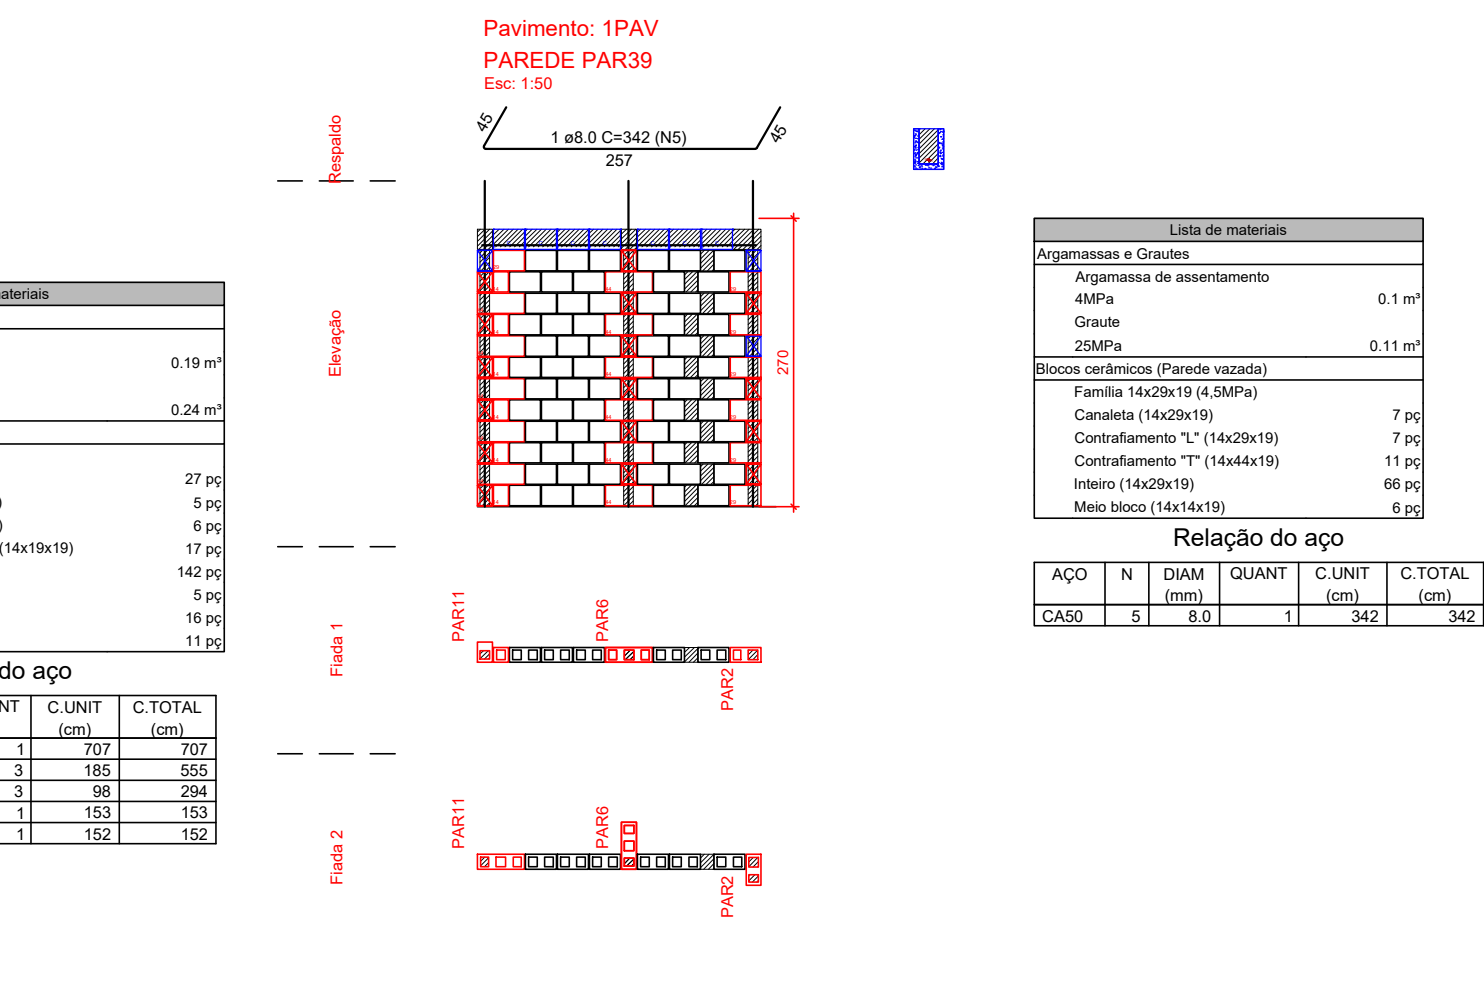 Pavimento: 1PAV
PAREDE PAR39
Esc: 1:50
Respaldo
45
1 ø8.0 C=342 (N5)
45
257
Elevação
270
Lista de materiais
Argamassas e Grautes
Argamassa de assentamento
4MPa 0.1 m³
Graute
25MPa 0.11 m³
Blocos cerâmicos (Parede vazada)
Família 14x29x19 (4,5MPa)
Canaleta (14x29x19) 7 pç
Contrafiamento "L" (14x29x19) 7 pç
Contrafiamento "T" (14x44x19) 11 pç
Inteiro (14x29x19) 66 pç
Meio bloco (14x14x19) 6 pç
Relação do aço
AÇO N DIAM QUANT C.UNIT C.TOTAL
(mm) (cm) (cm)
CA50 5 8.0 1 342 342
ateriais
0.19 m³
0.24 m³
27 pç
) 5 pç
) 6 pç
(14x19x19) 17 pç
142 pç
5 pç
16 pç
11 pç
do aço
NT C.UNIT C.TOTAL
(cm) (cm)
1 707 707
3 185 555
3 98 294
1 153 153
1 152 152
Fiada 1
PAR11
PAR6
PAR2
Fiada 2
PAR11
PAR6
PAR2